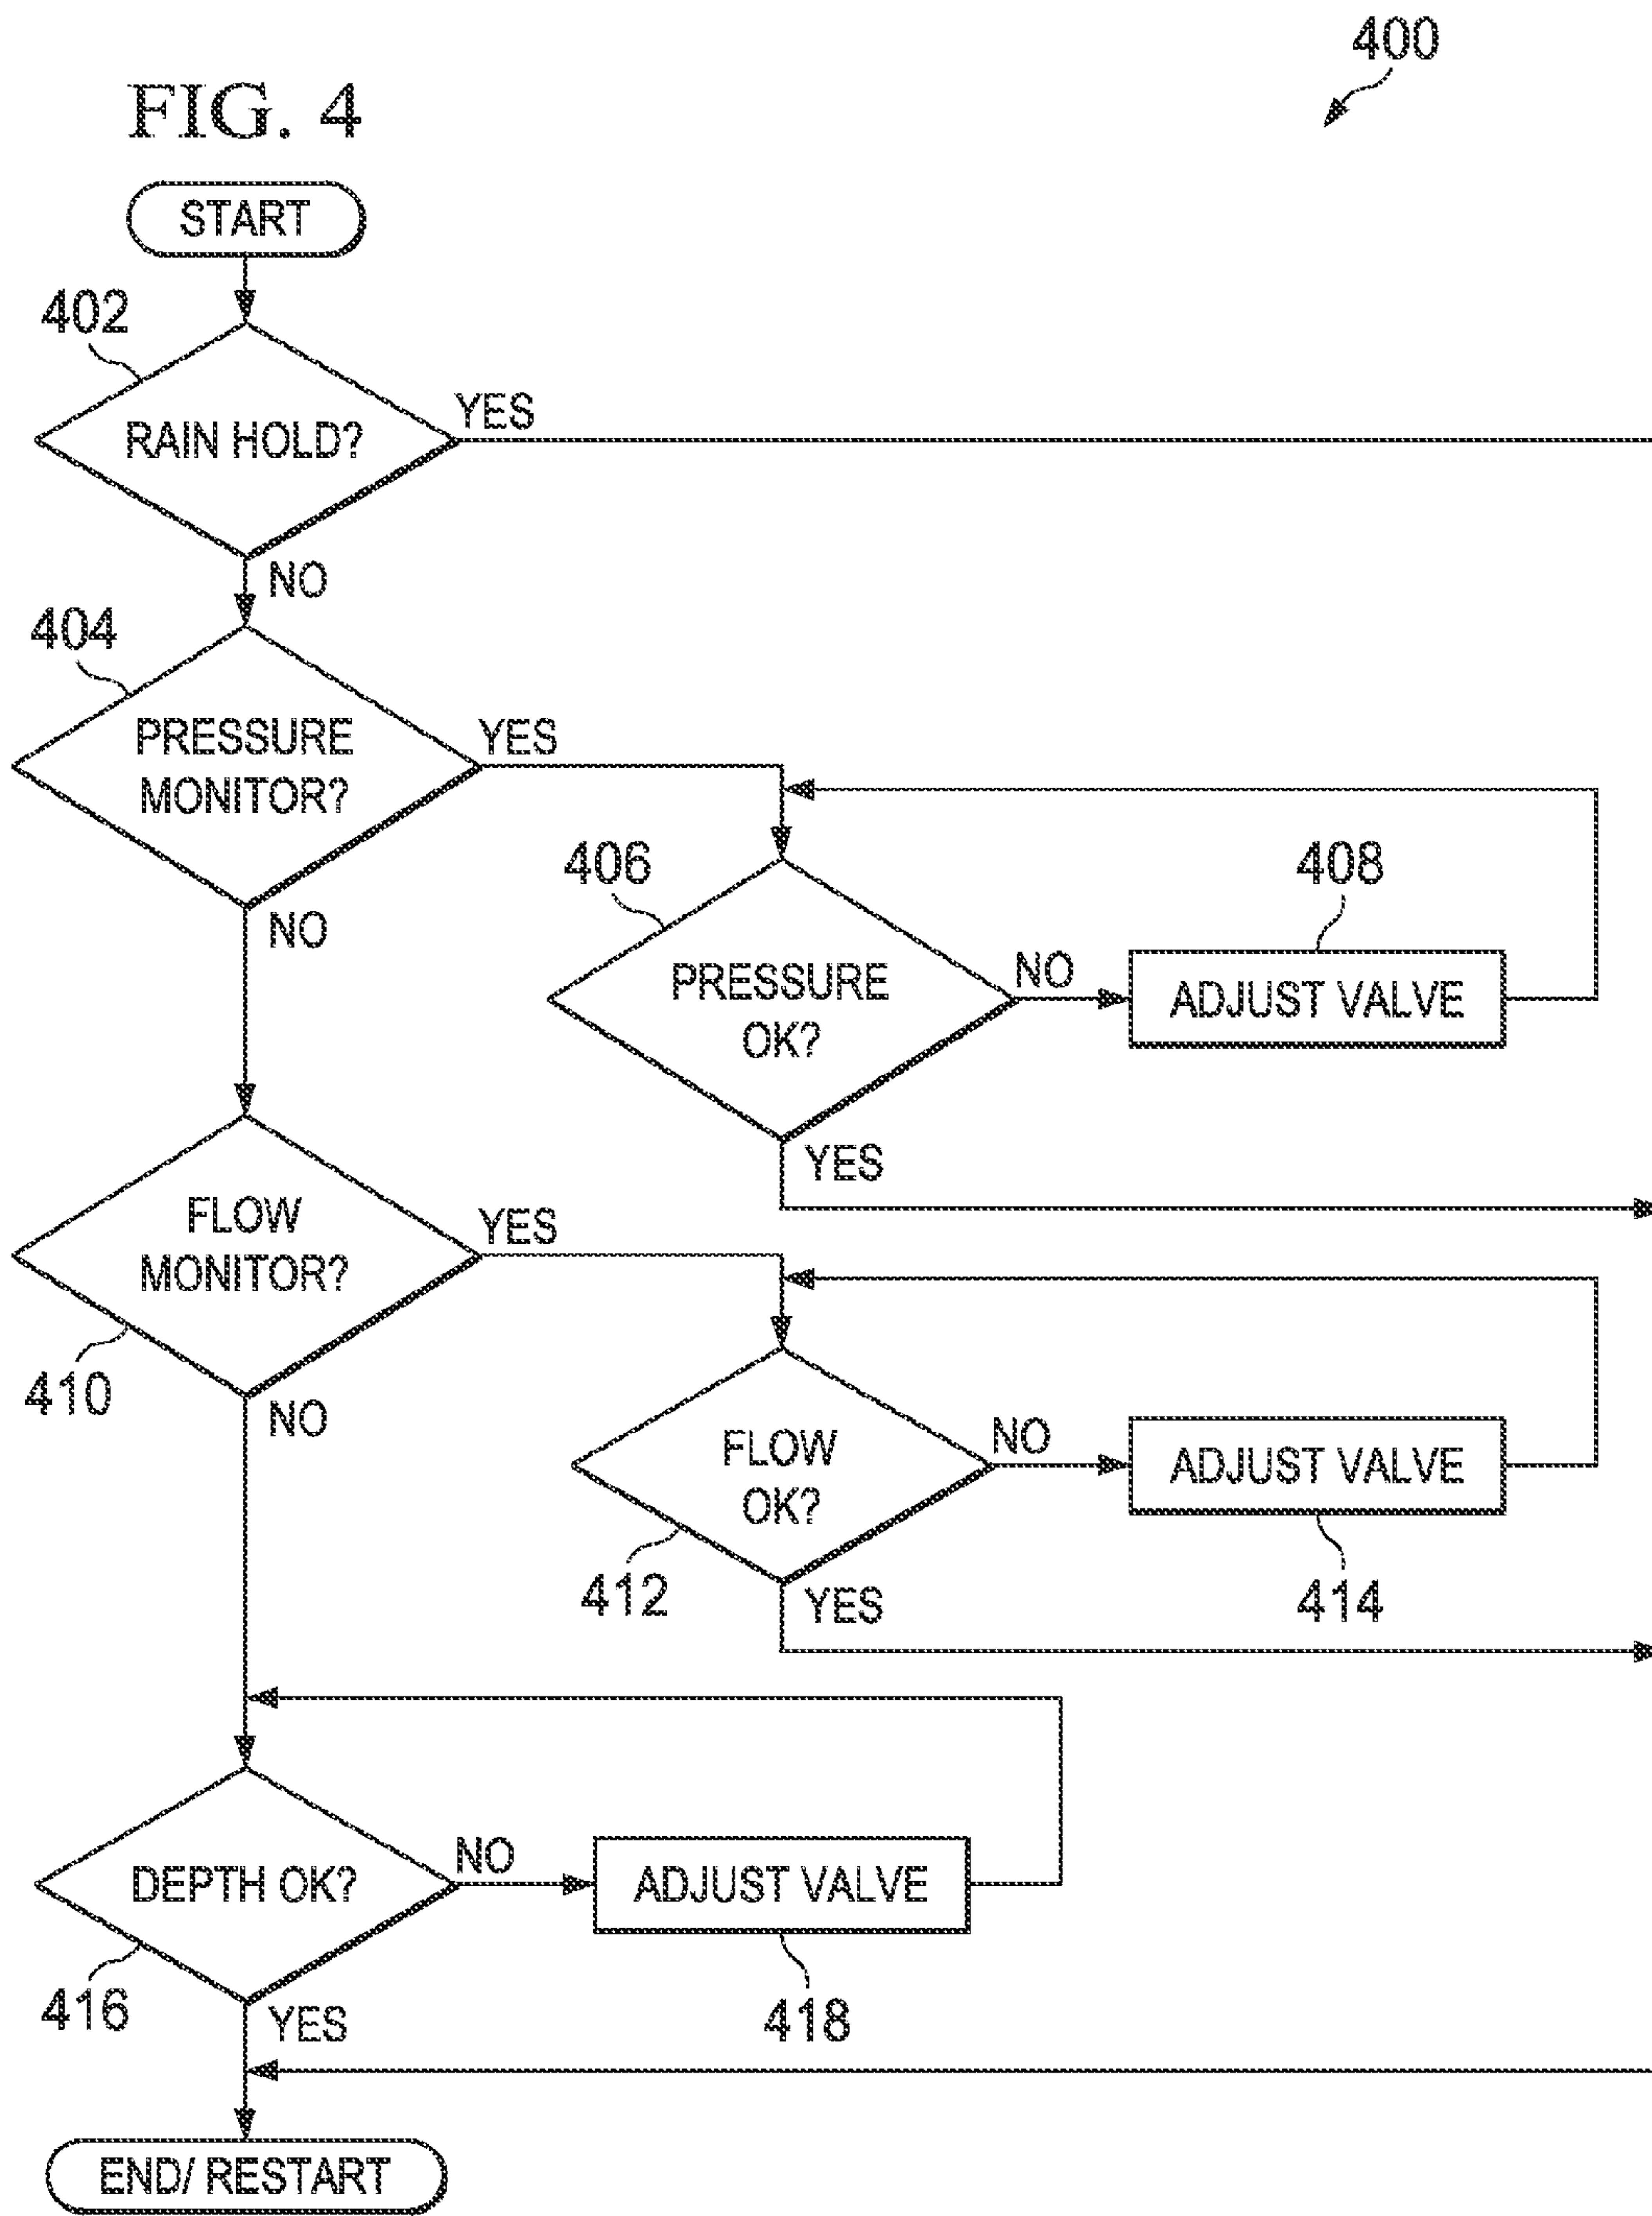 400
FIG. 4
START
402
RAIN HOLD?
YES
NO
404
PRESSURE
MONITOR?
YES
NO
406
PRESSURE
OK?
NO
408
ADJUST VALVE
YES
FLOW
MONITOR?
YES
410
NO
FLOW
OK?
NO
ADJUST VALVE
412
YES
414
DEPTH OK?
NO
ADJUST VALVE
416
YES
418
END/ RESTART